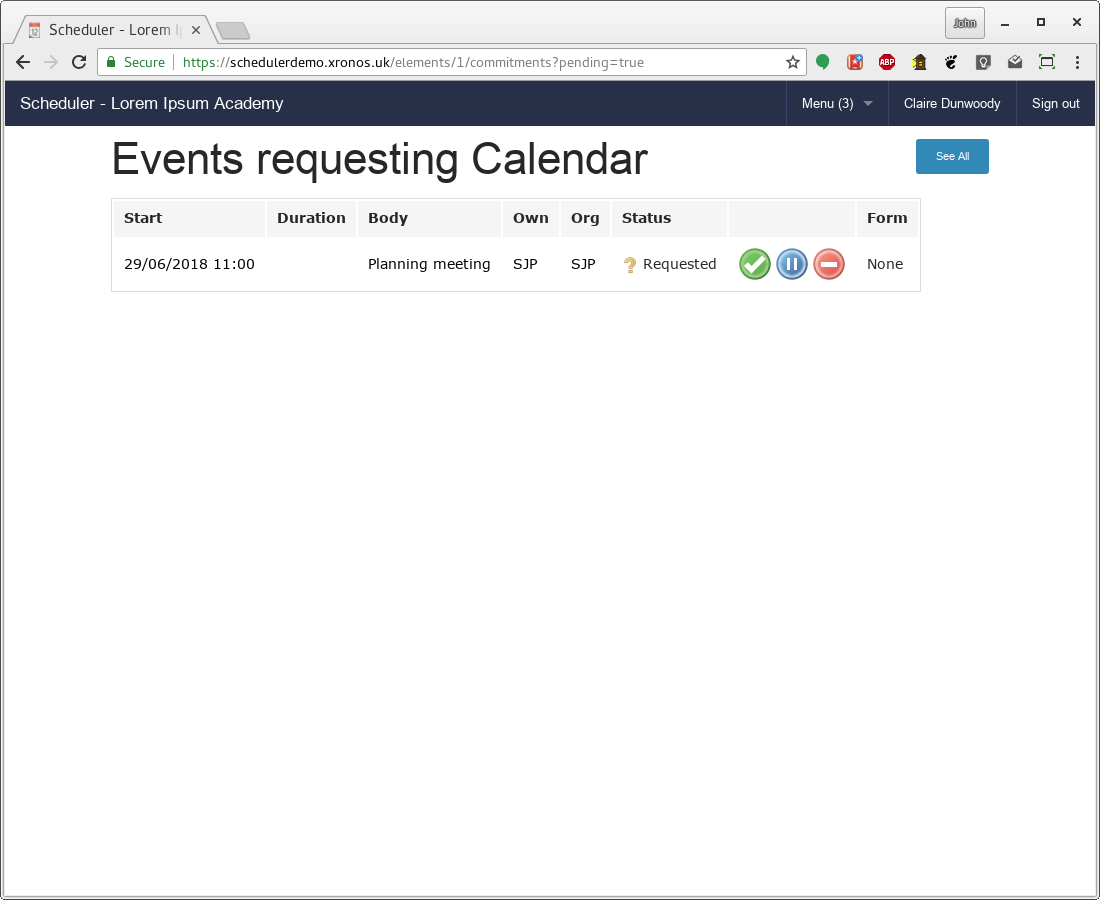 Scheduler - Lorem I
John
Secure https://schedulerdemo.xronos.uk/elements/1/commitments?pending=true
ABP
Scheduler - Lorem Ipsum Academy Menu (3) Claire Dunwoody Sign out
Events requesting Calendar See All
Start Duration Body Own Org Status Form
29/06/2018 11:00 Planning meeting SJP SJP Requested None